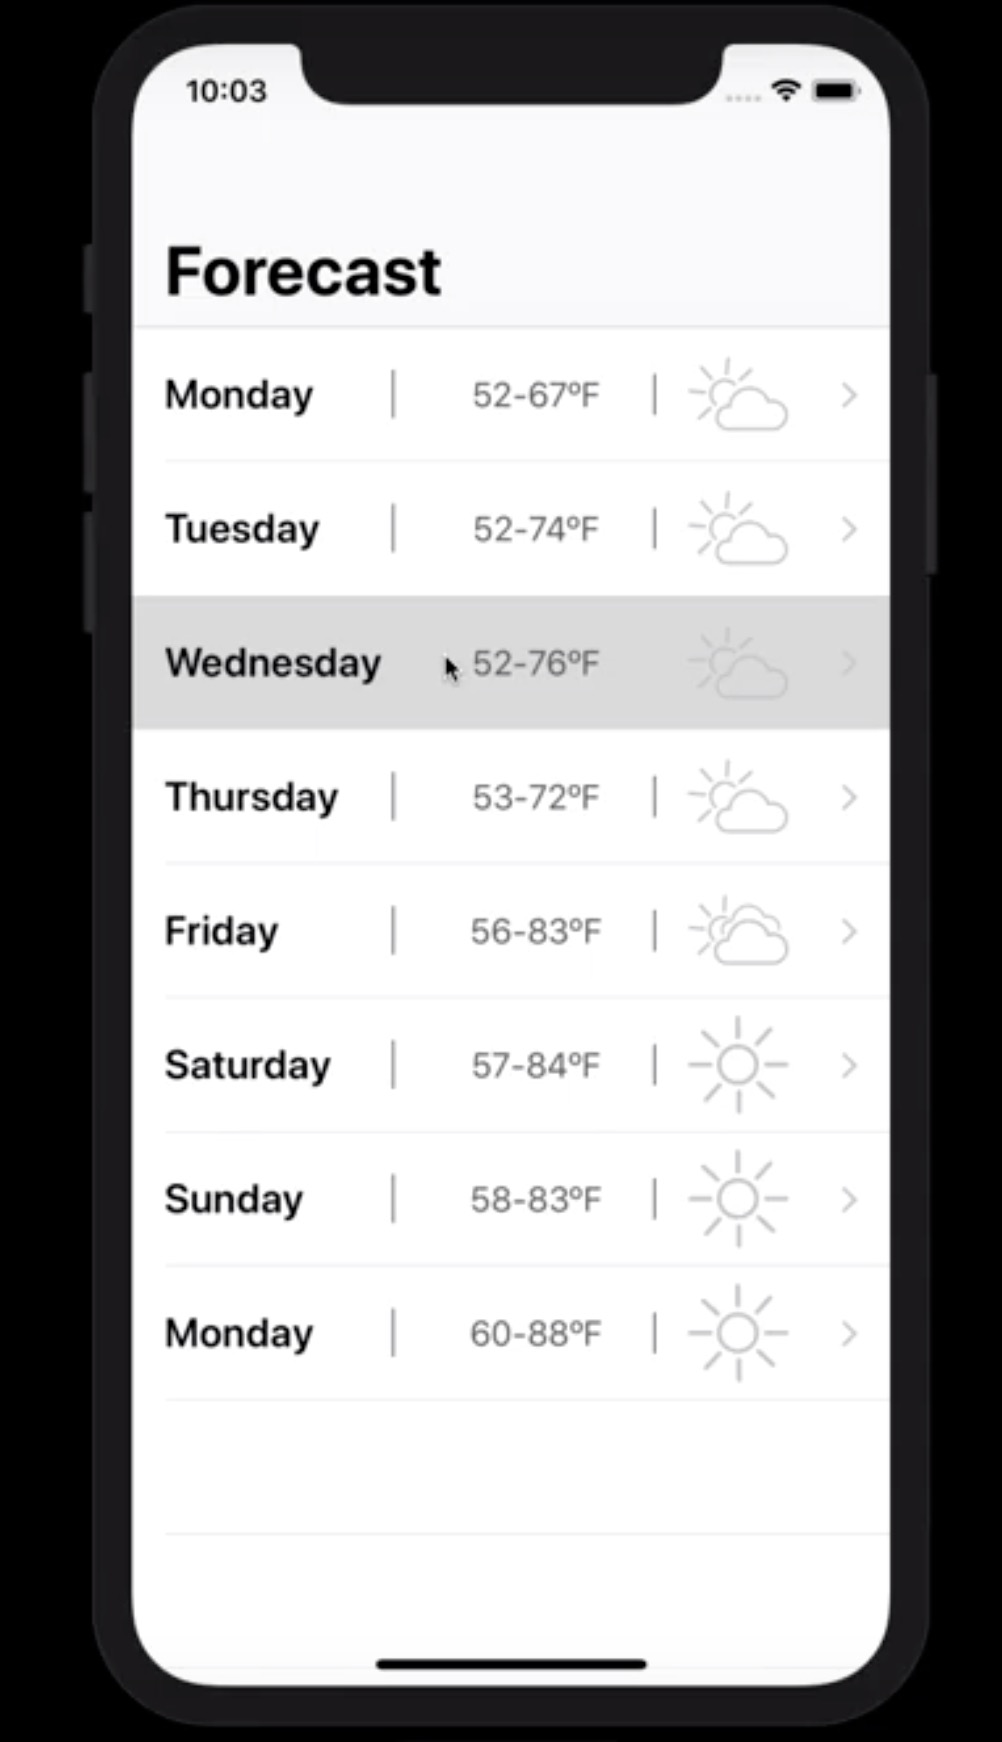 10:03
Forecast
Monday | 52-67ºF |
Tuesday | 52-74ºF |
Wednesday 52-76ºF
Thursday | 53-72ºF |
Friday | 56-83ºF |
Saturday | 57-84ºF |
Sunday | 58-83ºF |
Monday | 60-88ºF |